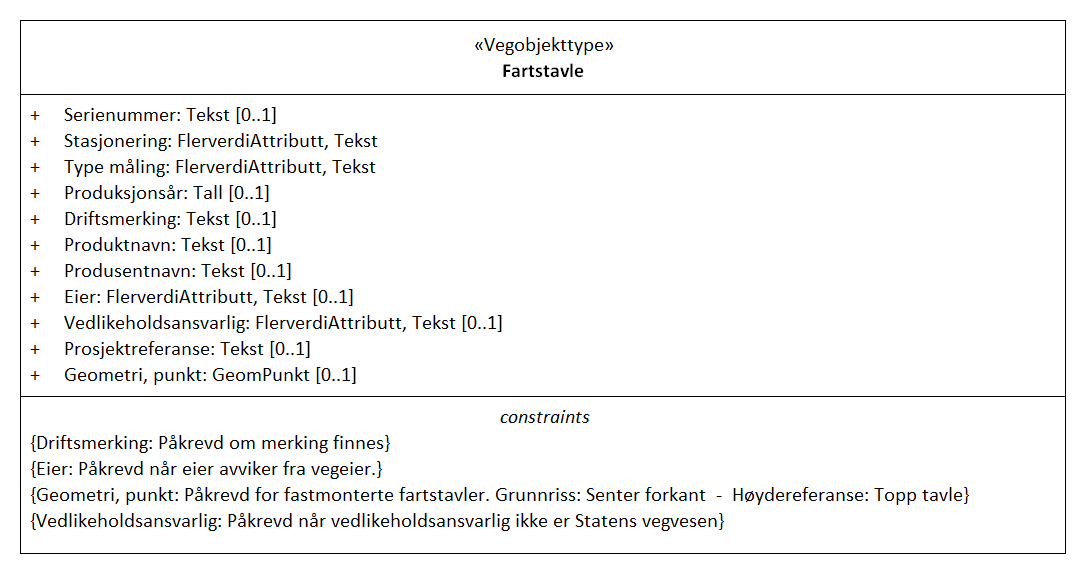 «Vegobjekttype»
Fartstavle
+ Serienummer: Tekst [0..1]
+ Stasjonering: FlerverdiAttributt, Tekst
+ Type måling: FlerverdiAttributt, Tekst
+ Produksjonsår: Tall [0..1]
+ Driftsmerking: Tekst [0..1]
+ Produktnavn: Tekst [0..1]
+ Produsentnavn: Tekst [0..1]
+ Eier: FlerverdiAttributt, Tekst [0..1]
+ Vedlikeholdsansvarlig: FlerverdiAttributt, Tekst [0..1]
+ Prosjektreferanse: Tekst [0..1]
+ Geometri, punkt: GeomPunkt [0..1]
constraints
{Driftsmerking: Påkrevd om merking finnes}
{Eier: Påkrevd når eier avviker fra vegeier.}
{Geometri, punkt: Påkrevd for fastmonterte fartstavler. Grunnriss: Senter forkant - Høydereferanse: Topp tavle}
{Vedlikeholdsansvarlig: Påkrevd når vedlikeholdsansvarlig ikke er Statens vegvesen}